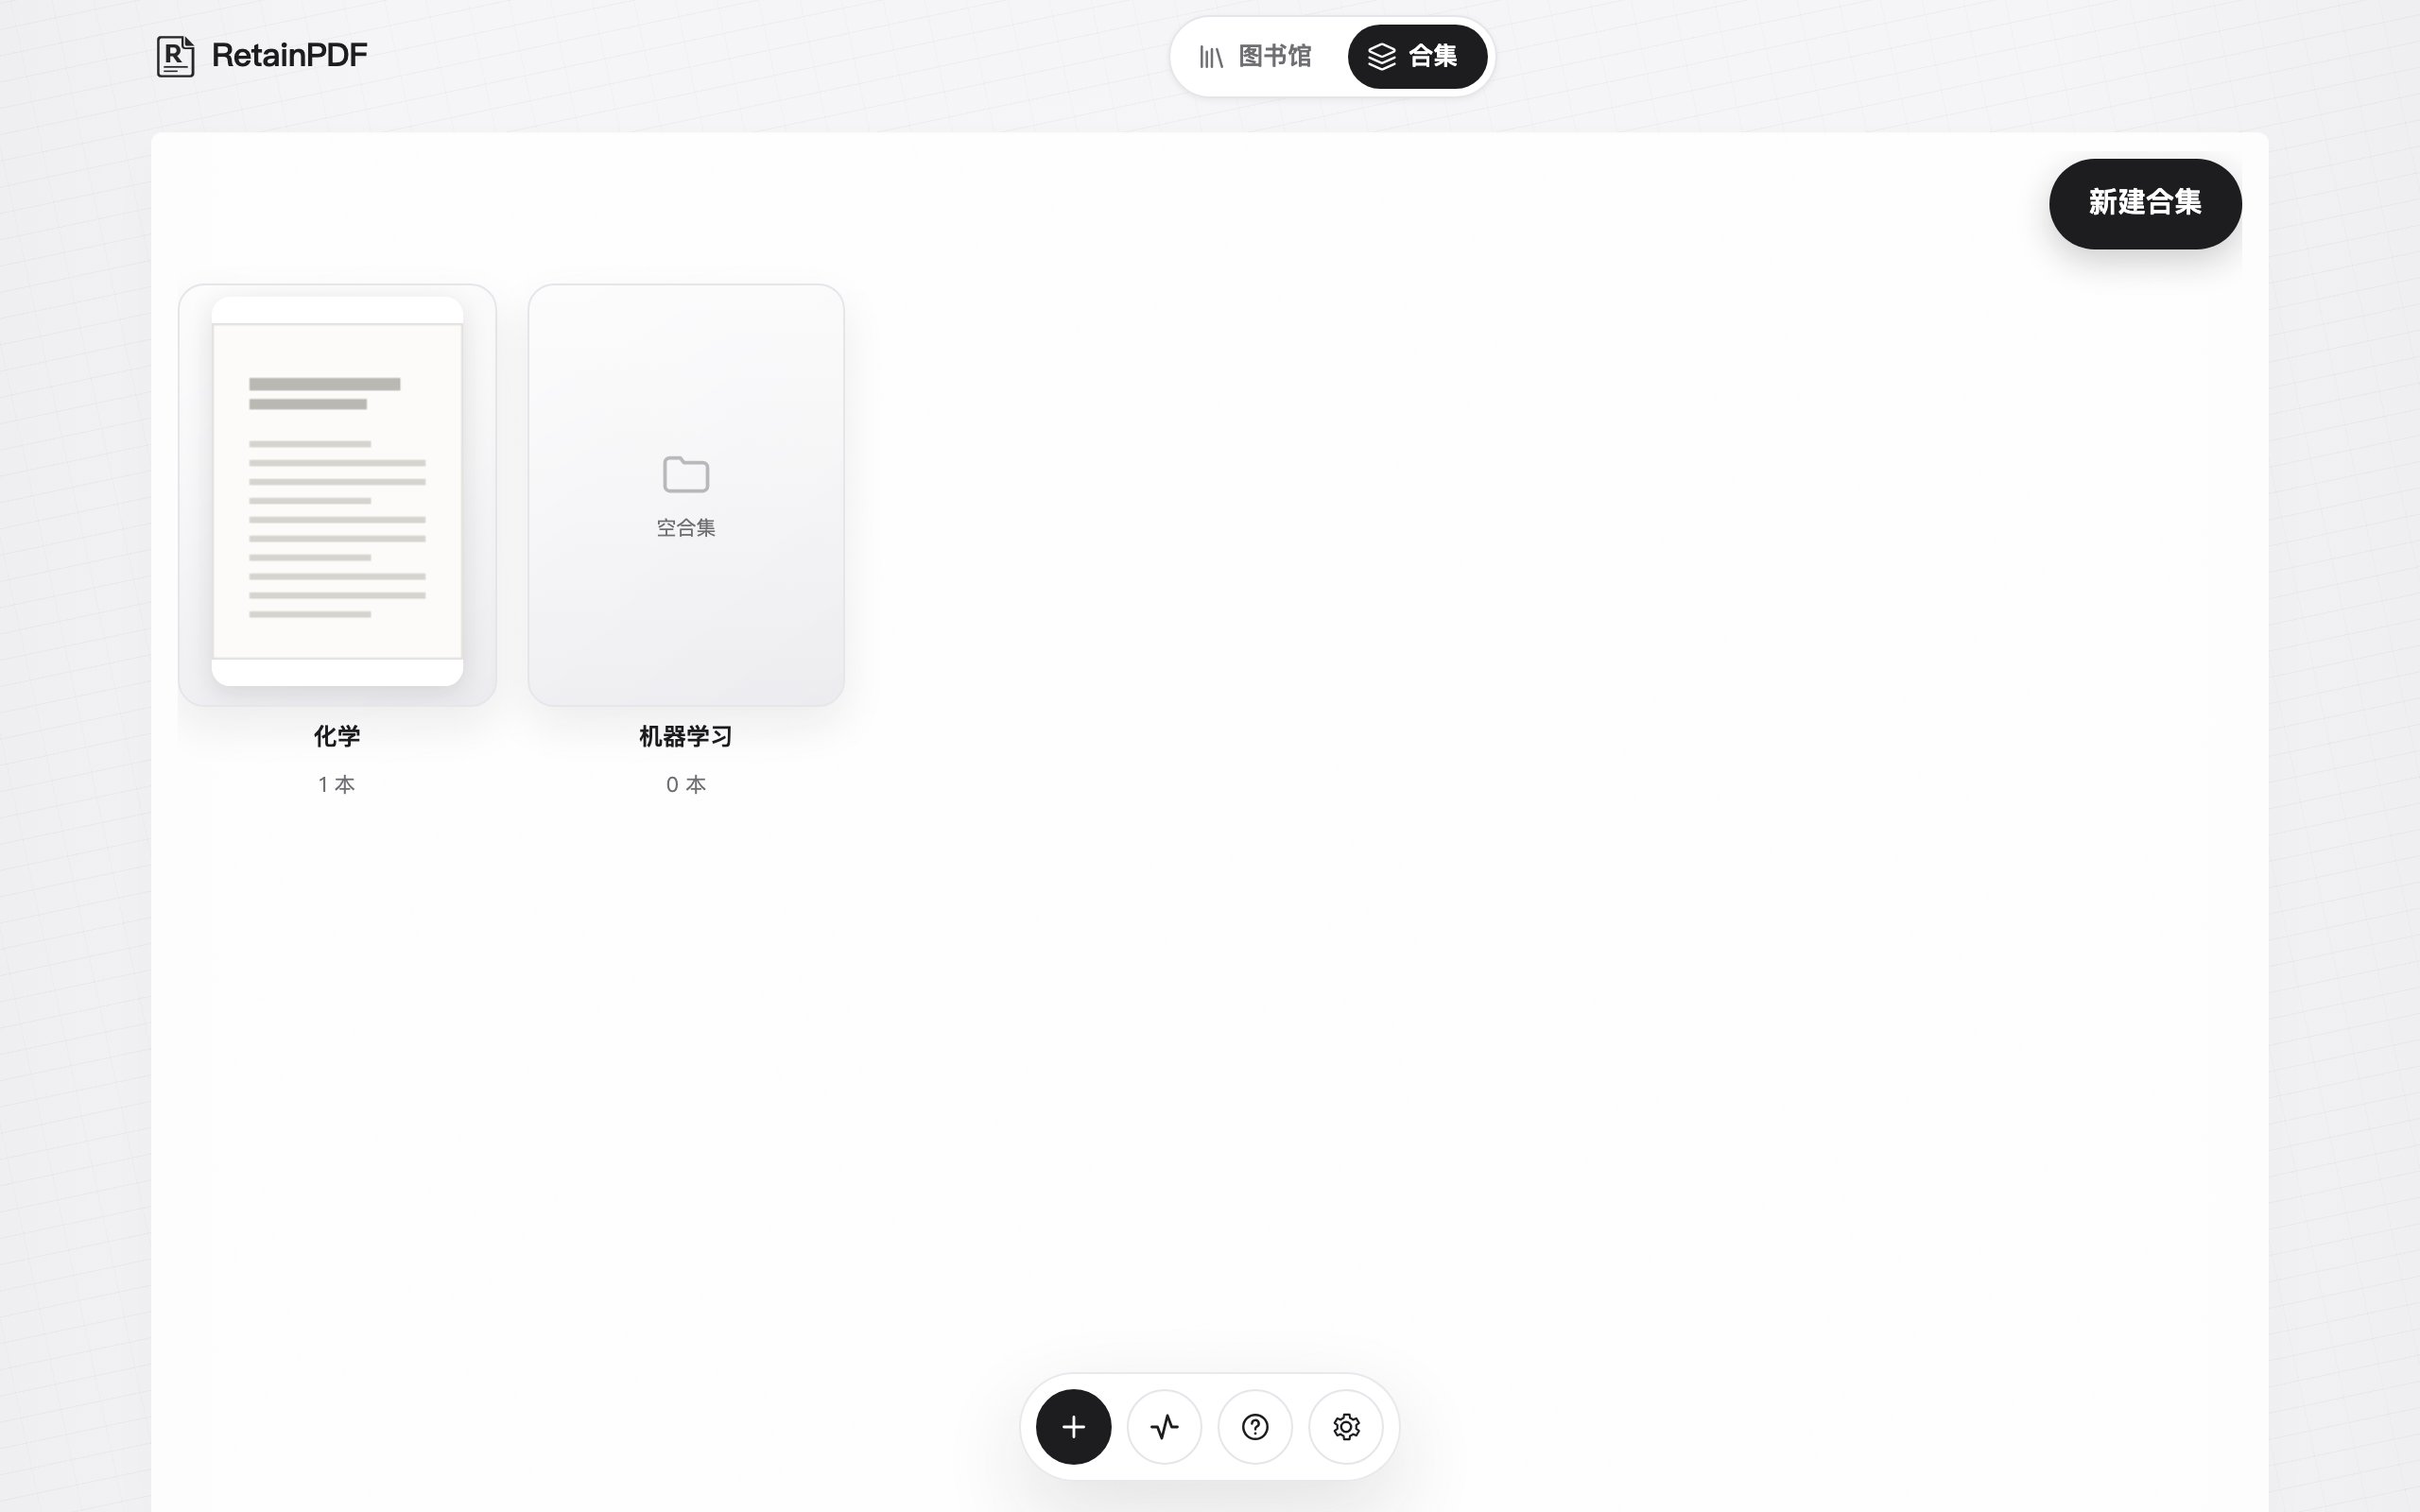 RetainPDF
图书馆
合集
新建合集
空合集
化学
机器学习
1 本
0 本